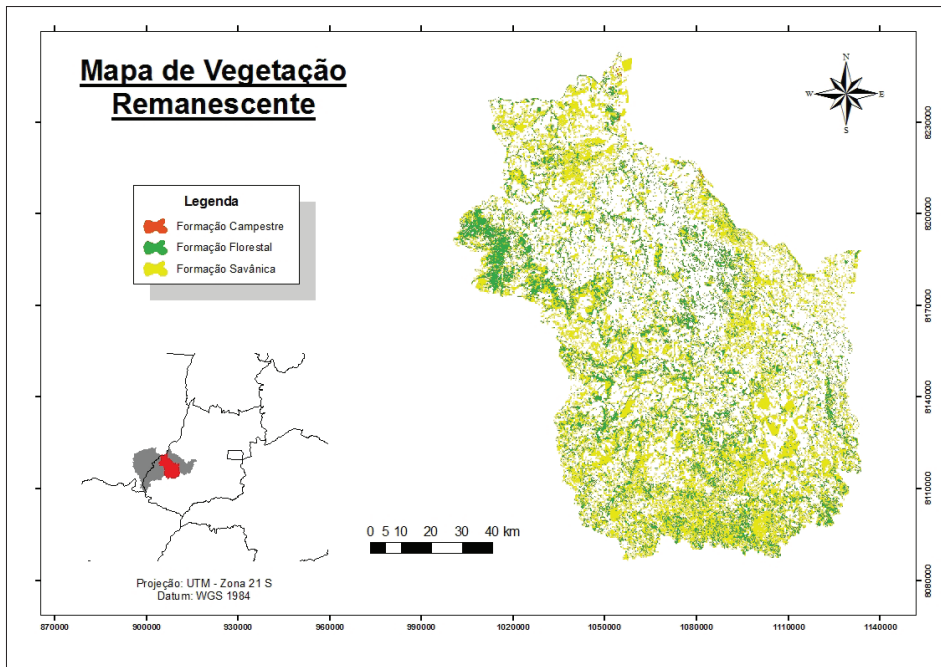 Mapa de Vegetação
Remanescente
N
W
E
S
Legenda
Formação Campestre
Formação Florestal
Formação Savânica
0 5 10 20 30 40 km
Projeção: UTM - Zona 21 S
Datum: WGS 1984
8230000
8200000
8170000
8140000
8110000
8080000
870000 900000 930000 960000 990000 1020000 1050000 1080000 1110000 1140000